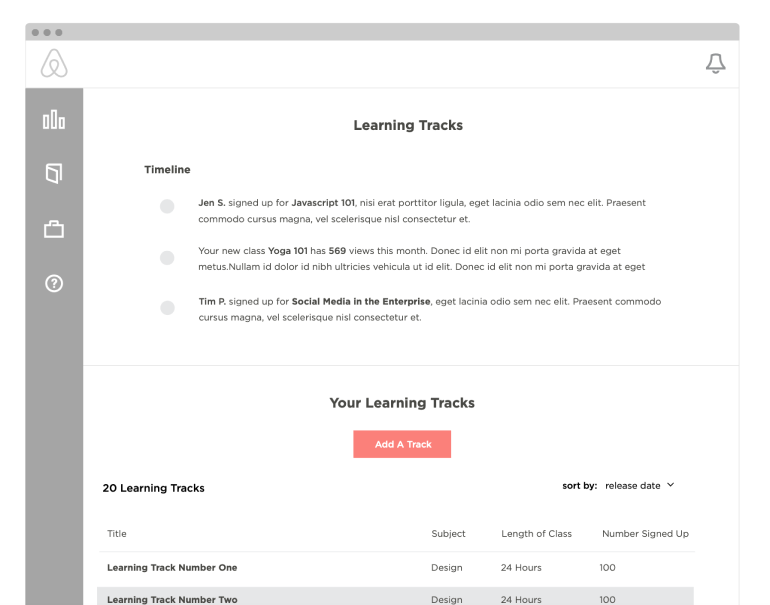 Learning Tracks
Timeline
Jen S. signed up for Javascript 101, nisi erat porttitor ligula, eget lacinia odio sem nec elit. Praesent
commodo cursus magna, vel scelerisque nisl consectetur et.
Your new class Yoga 101 has 569 views this month. Donec id elit non mi porta gravida at eget
metus.Nullam id dolor id nibh ultricies vehicula ut id elit. Donec id elit non mi porta gravida at eget
Tim P. signed up for Social Media in the Enterprise, eget lacinia odio sem nec elit. Praesent commodo
cursus magna, vel scelerisque nisl consectetur et.
Your Learning Tracks
Add A Track
20 Learning Tracks sort by: release date
Title Subject Length of Class Number Signed Up
Learning Track Number One Design 24 Hours 100
Learning Track Number Two Design 24 Hours 100